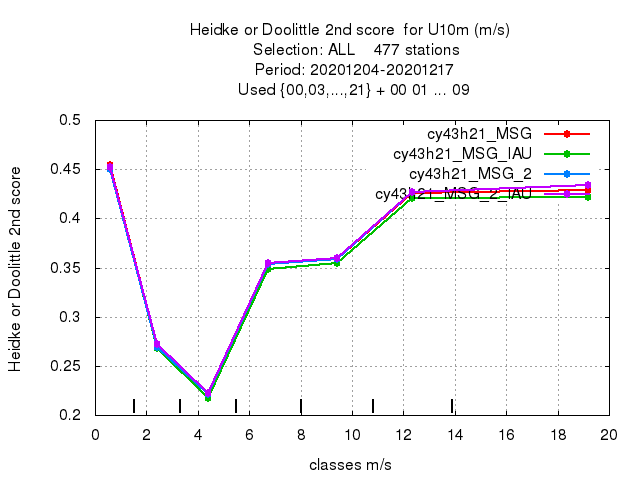 Heidke or Doolittle 2nd score  for U10m (m/s)
Selection: ALL    477 stations
Period: 20201204-20201217
Used {00,03,...,21} + 00 01 ... 09
cy43h21_MSG
cy43h21_MSG_IAU
cy43h21_MSG_2
cy43h21_MSG_2_IAU
Heidke or Doolittle 2nd score
0.5
0.45
0.4
0.35
0.3
0.25
0.2
0 2 4 6 8 10 12 14 16 18 20
classes m/s